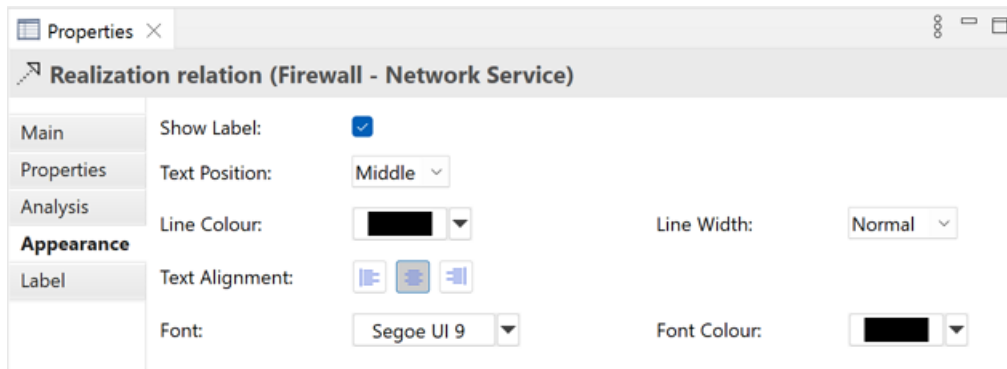 Properties
Realization relation (Firewall - Network Service)
Main
Properties
Analysis
Appearance
Label
Show Label:
Text Position: Middle
Line Colour: Line Width: Normal
Text Alignment:
Font: Segoe UI 9 Font Colour: